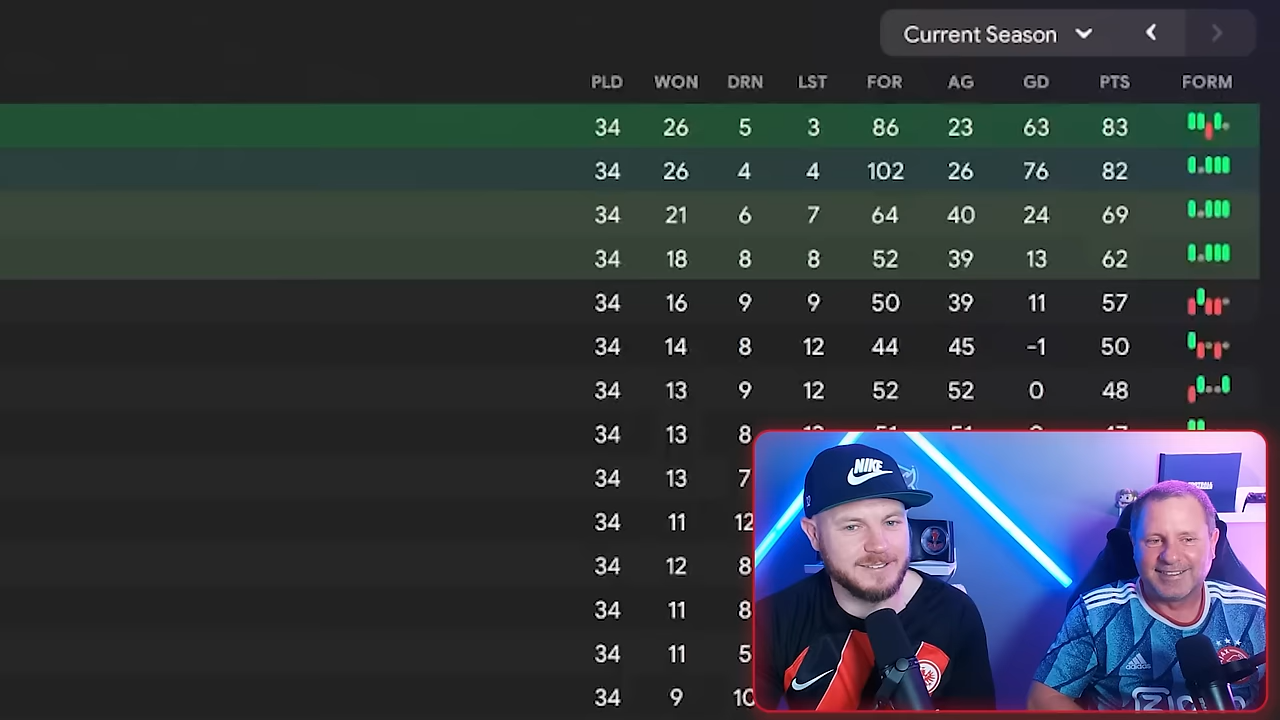 Current Season
PLD WON DRN LST FOR AG GD PTS FORM
34 26 5 3 86 23 63 83
34 26 4 4 102 26 76 82
34 21 6 7 64 40 24 69
34 18 8 8 52 39 13 62
34 16 9 9 50 39 11 57
34 14 8 12 44 45 -1 50
34 13 9 12 52 52 0 48
34 13 8
34 13 7
34 11 12
34 12 8
34 11 8
34 11 5
34 9 10
NIKE
adidas